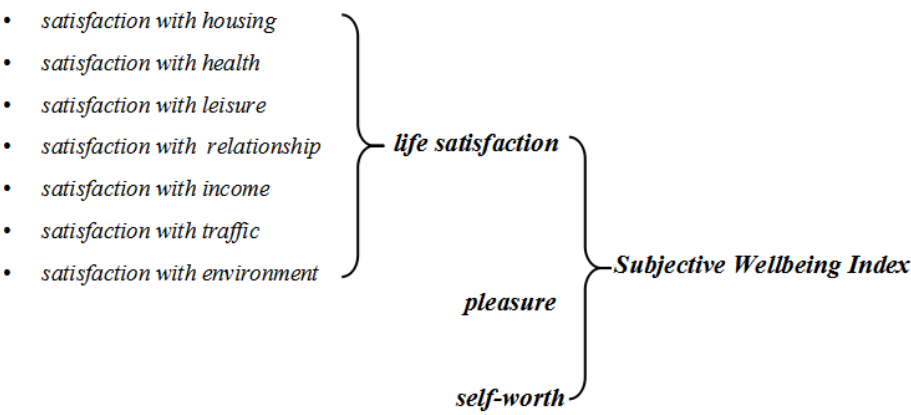 • satisfaction with housing
• satisfaction with health
• satisfaction with leisure
• satisfaction with relationship
• satisfaction with income
• satisfaction with traffic
• satisfaction with environment
life satisfaction
pleasure
self-worth
Subjective Wellbeing Index